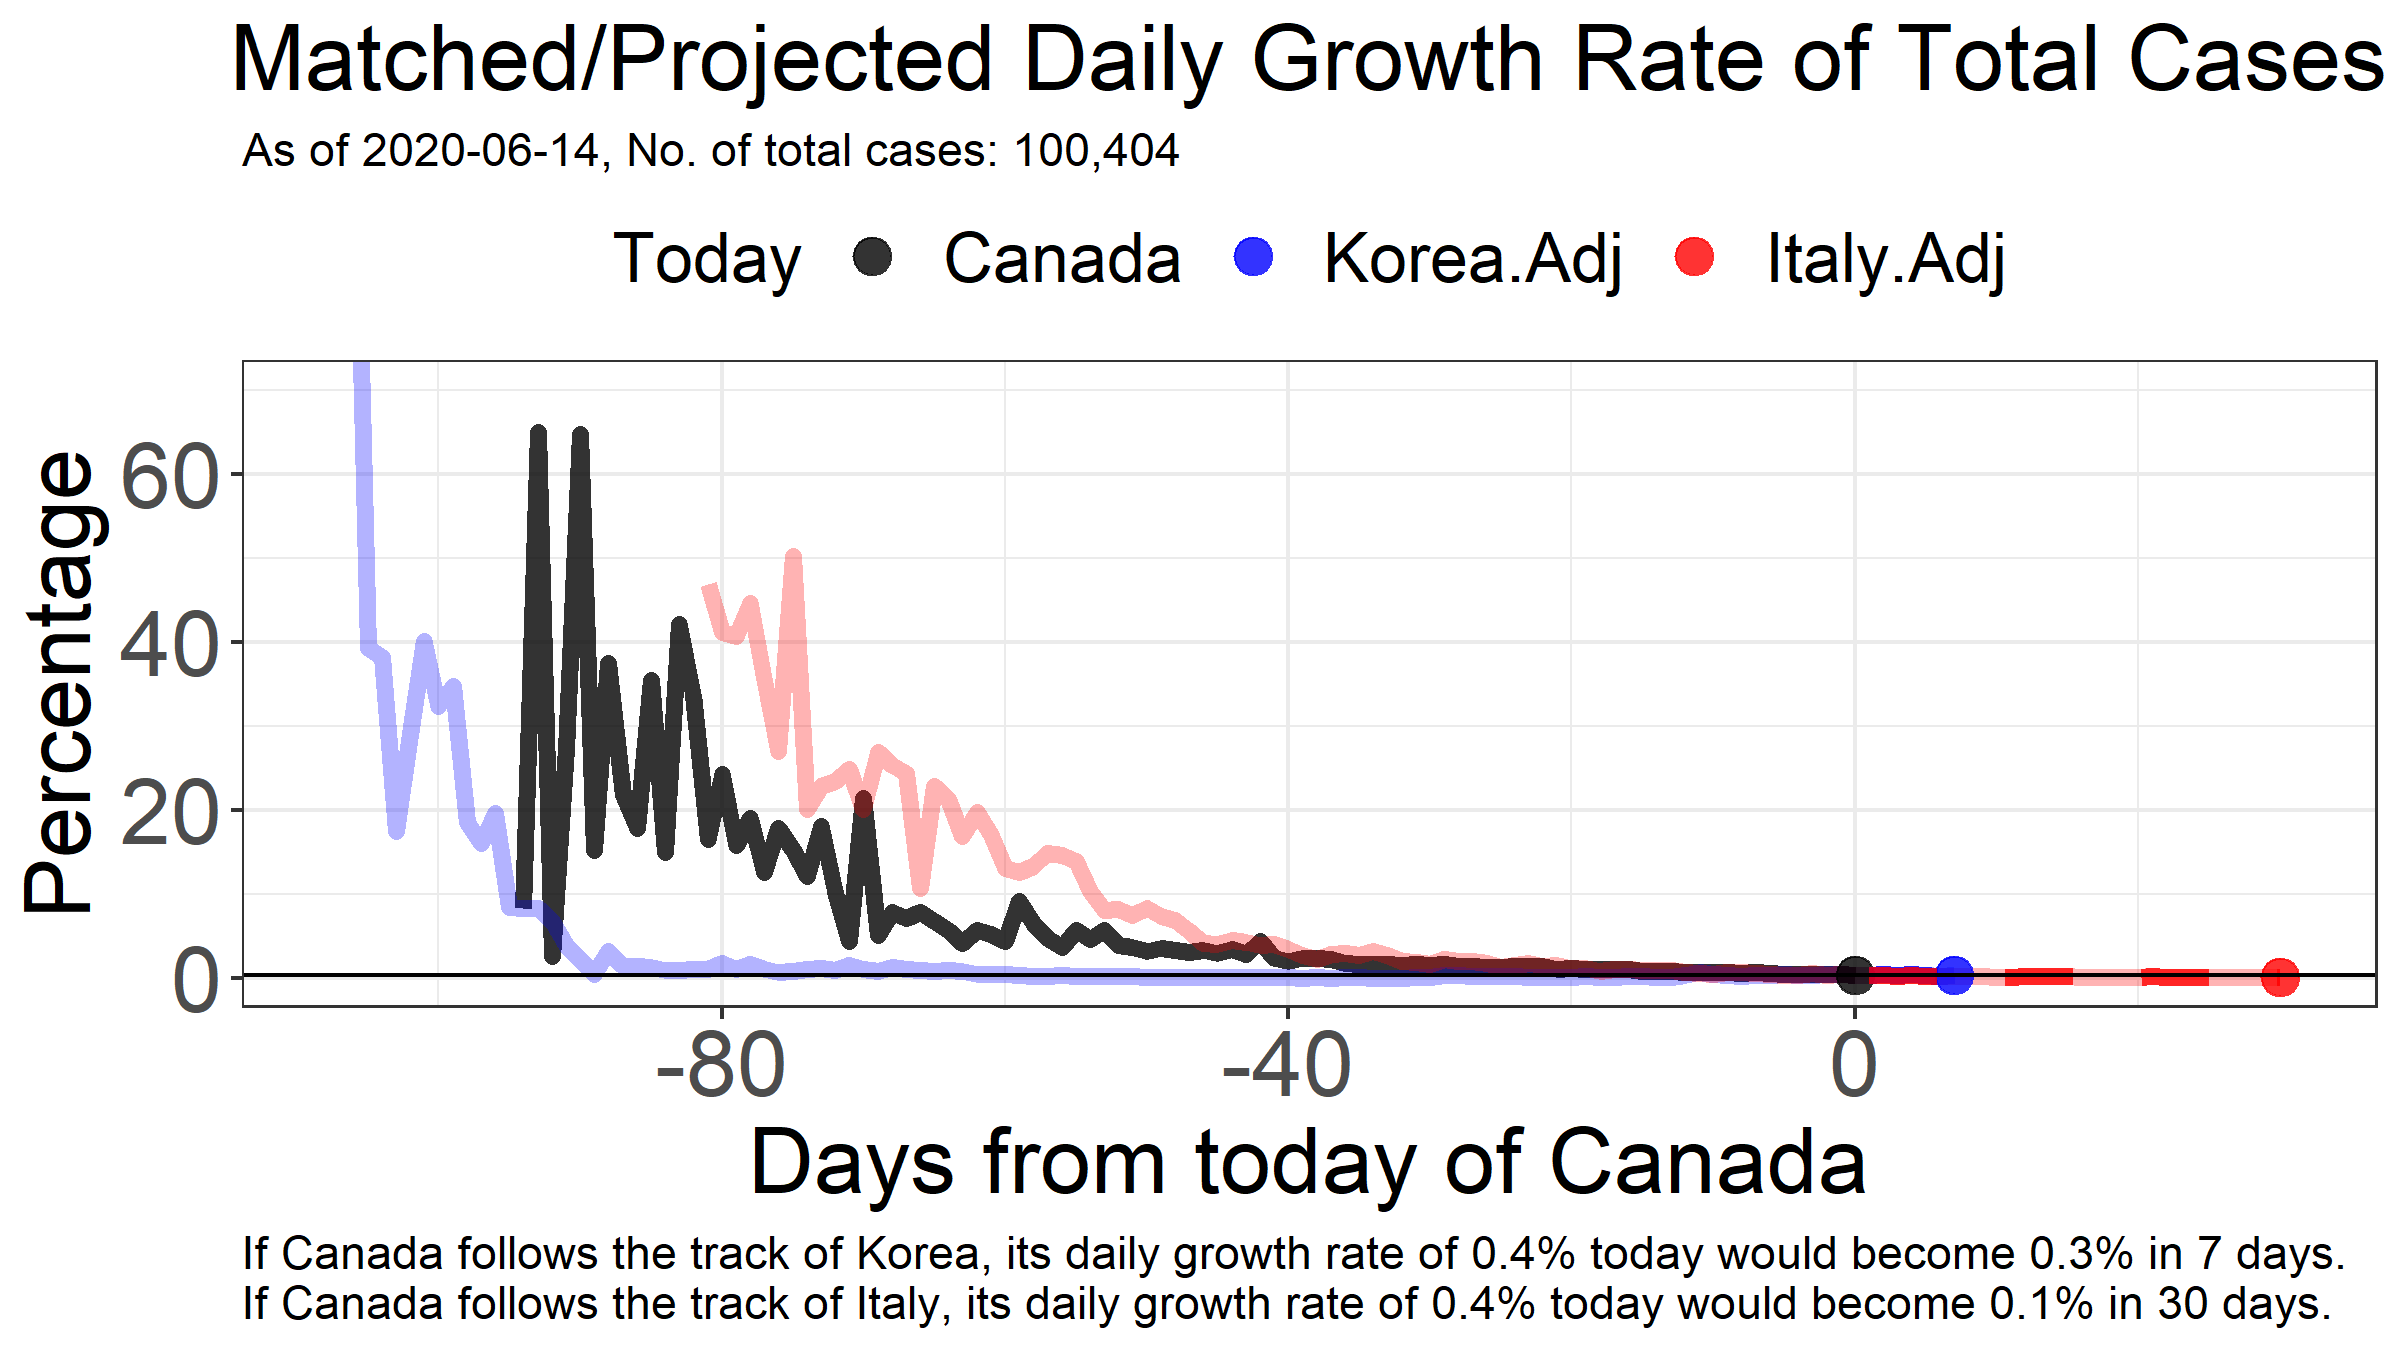 Matched/Projected Daily Growth Rate of Total Cases
As of 2020-06-14, No. of total cases: 100,404
Today Canada Korea.Adj Italy.Adj
Percentage
60
40
20
0
-80 -40 0
Days from today of Canada
If Canada follows the track of Korea, its daily growth rate of 0.4% today would become 0.3% in 7 days.
If Canada follows the track of Italy, its daily growth rate of 0.4% today would become 0.1% in 30 days.